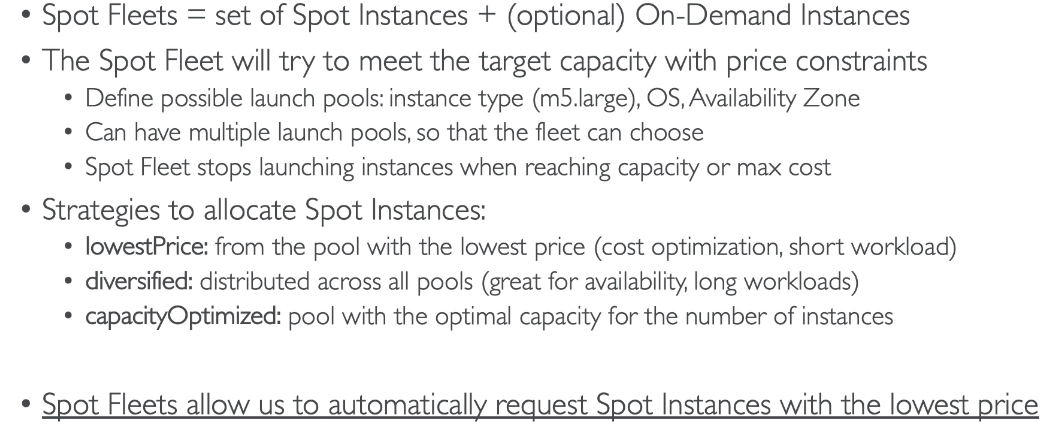 • Spot Fleets = set of Spot Instances + (optional) On-Demand Instances
• The Spot Fleet will try to meet the target capacity with price constraints
• Define possible launch pools: instance type (m5.large), OS, Availability Zone
• Can have multiple launch pools, so that the fleet can choose
• Spot Fleet stops launching instances when reaching capacity or max cost
• Strategies to allocate Spot Instances:
• lowestPrice: from the pool with the lowest price (cost optimization, short workload)
• diversified: distributed across all pools (great for availability, long workloads)
• capacityOptimized: pool with the optimal capacity for the number of instances
• Spot Fleets allow us to automatically request Spot Instances with the lowest price